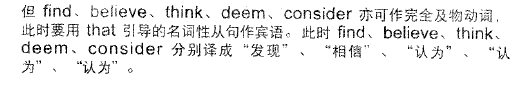 但 find、believe、think、deem、consider 亦可作完全及物动词，
此时要用 that 引导的名词性从句作宾语。此时 find、believe、think、
deem、consider 分别译成“发现”、“相信”、“认为”、“认
为”、“认为”。